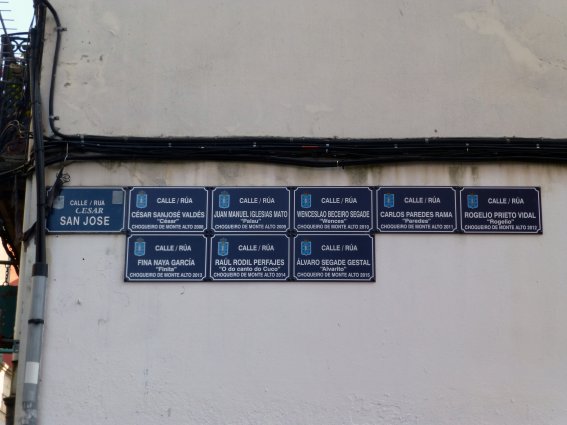 CALLE / RÚA
CESAR
SAN JOSE
CALLE / RÚA
CÉSAR SANJOSÉ VALDÉS
"César"
CHOQUEIRO DE MONTE ALTO 2008
CALLE / RÚA
JUAN MANUEL IGLESIAS MATO
"Palau"
CHOQUEIRO DE MONTE ALTO 2009
CALLE / RÚA
WENCESLAO BECEIRO SEGADE
"Wences"
CHOQUEIRO DE MONTE ALTO 2010
CALLE / RÚA
CARLOS PAREDES RAMA
"Paredes"
CHOQUEIRO DE MONTE ALTO 2011
CALLE / RÚA
ROGELIO PRIETO VIDAL
"Rogelio"
CHOQUEIRO DE MONTE ALTO 2012
CALLE / RÚA
FINA NAYA GARCÍA
"Finita"
CHOQUEIRO DE MONTE ALTO 2013
CALLE / RÚA
RAÚL RODIL PERFAJES
"O do canto do Cuco"
CHOQUEIRO DE MONTE ALTO 2014
CALLE / RÚA
ÁLVARO SEGADE GESTAL
"Alvarito"
CHOQUEIRO DE MONTE ALTO 2015